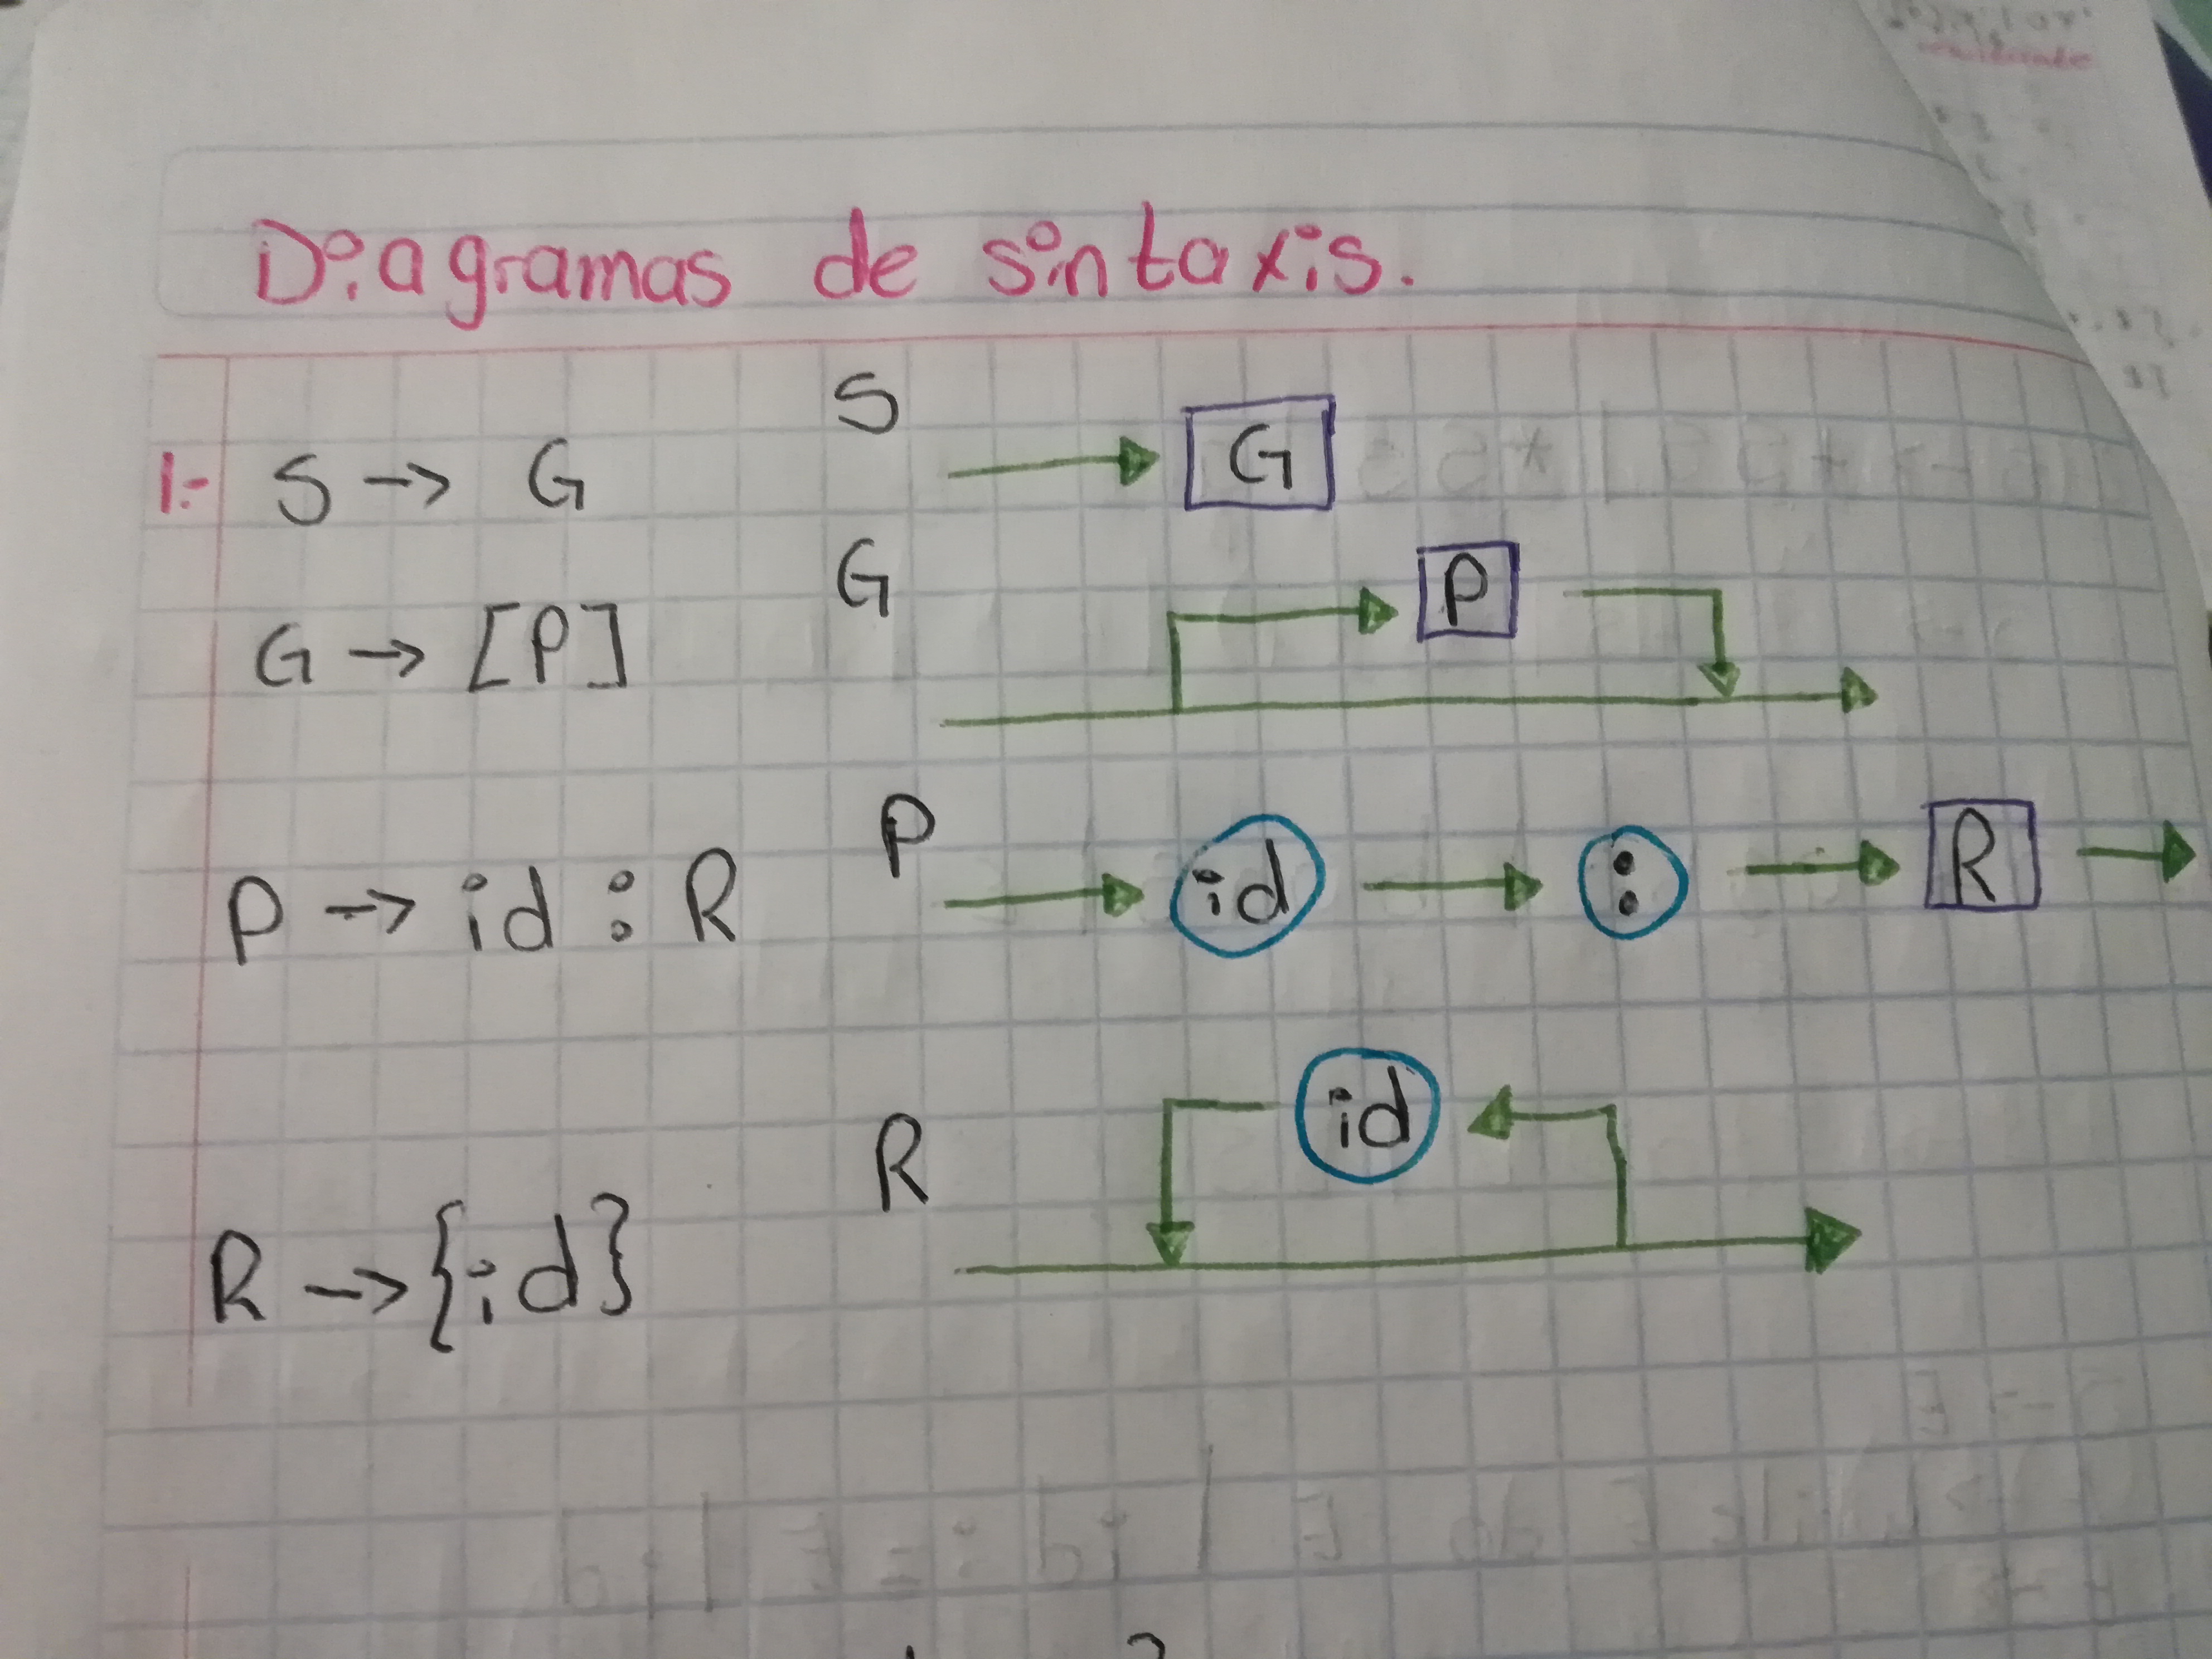 Diagramas de sintaxis.
S
1:- S -> G G
G
P
G -> [P]
P
P -> id : R id : R
id
R
R -> {id}